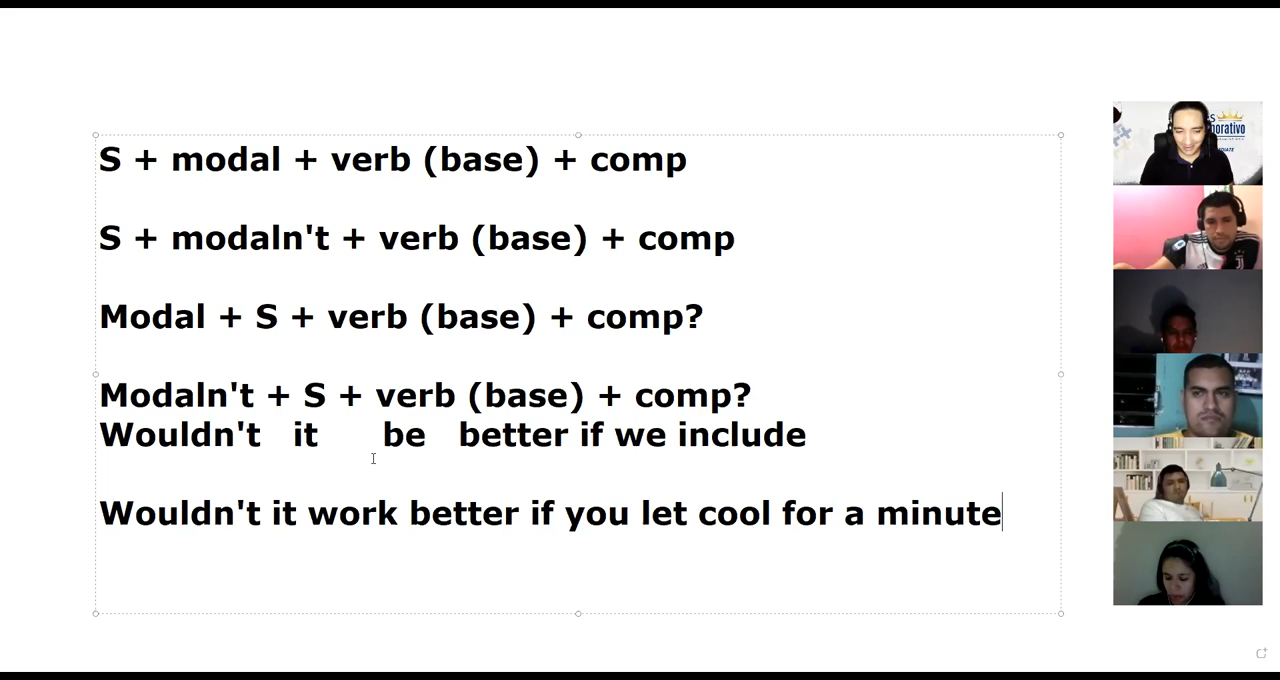 S + modal + verb (base) + comp
S + modaln't + verb (base) + comp
Modal + S + verb (base) + comp?
Modaln't + S + verb (base) + comp?
Wouldn't it be better if we include
Wouldn't it work better if you let cool for a minute